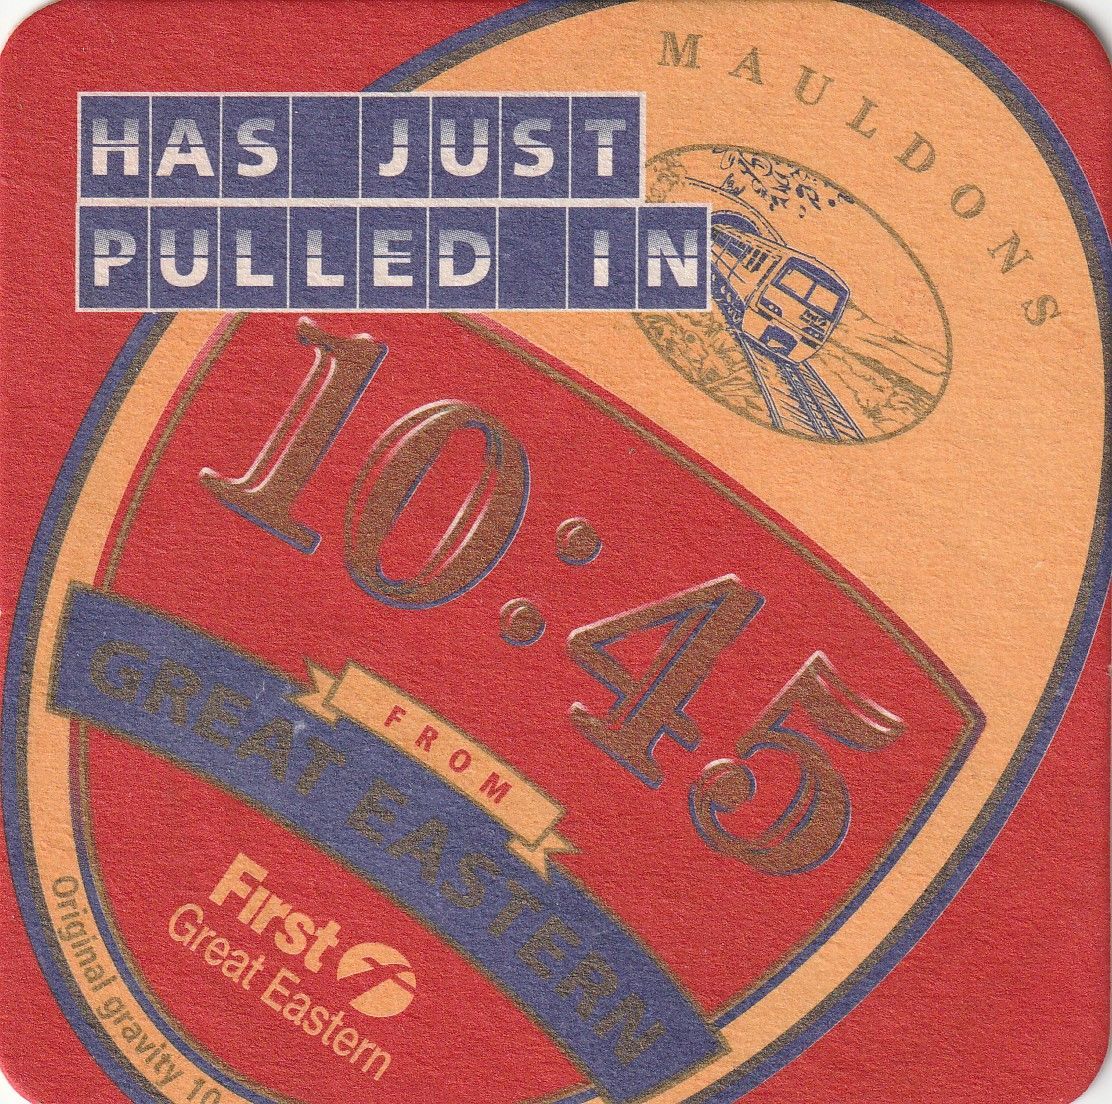 HAS JUST
PULLED IN
MAULDONS
10:45
FROM
GREAT EASTERN
First
Great Eastern
Original gravity 10